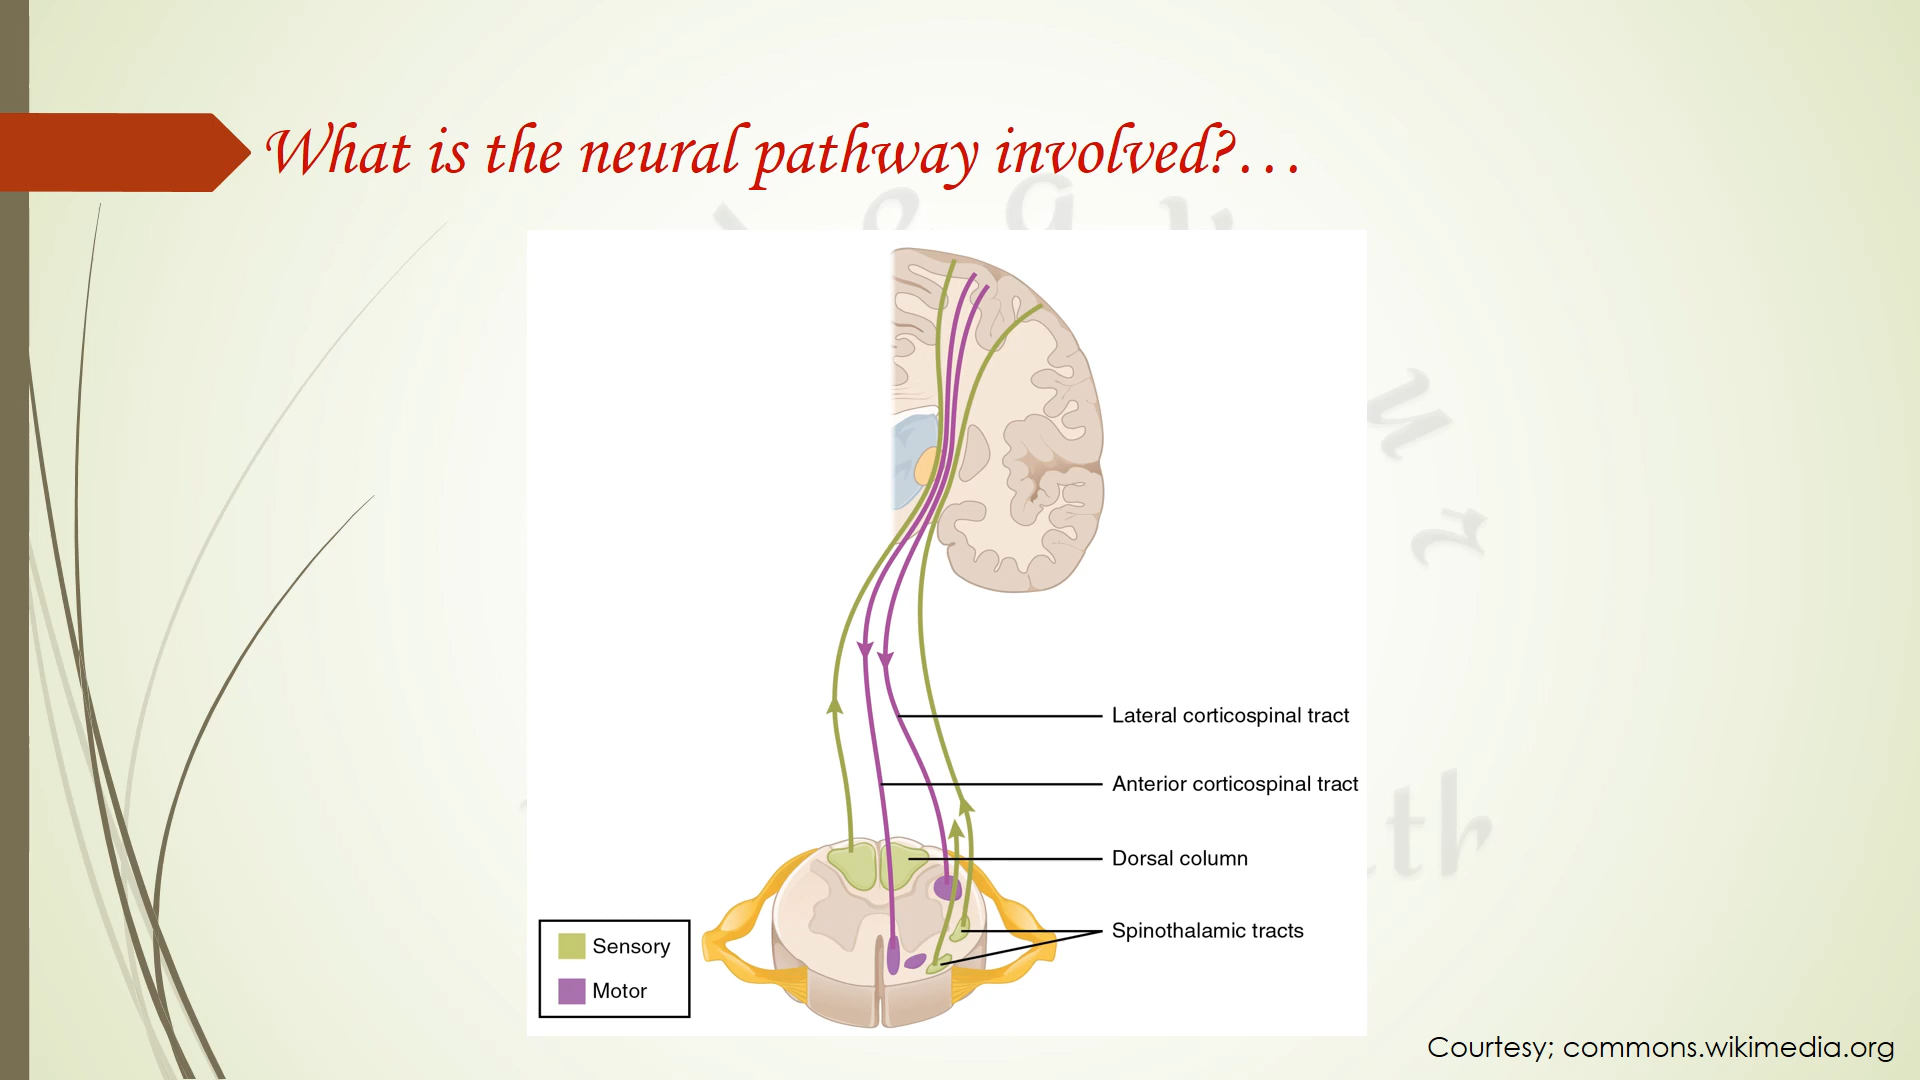 What is the neural pathway involved?...
Lateral corticospinal tract
Anterior corticospinal tract
Dorsal column
Spinothalamic tracts
Sensory
Motor
Courtesy; commons.wikimedia.org